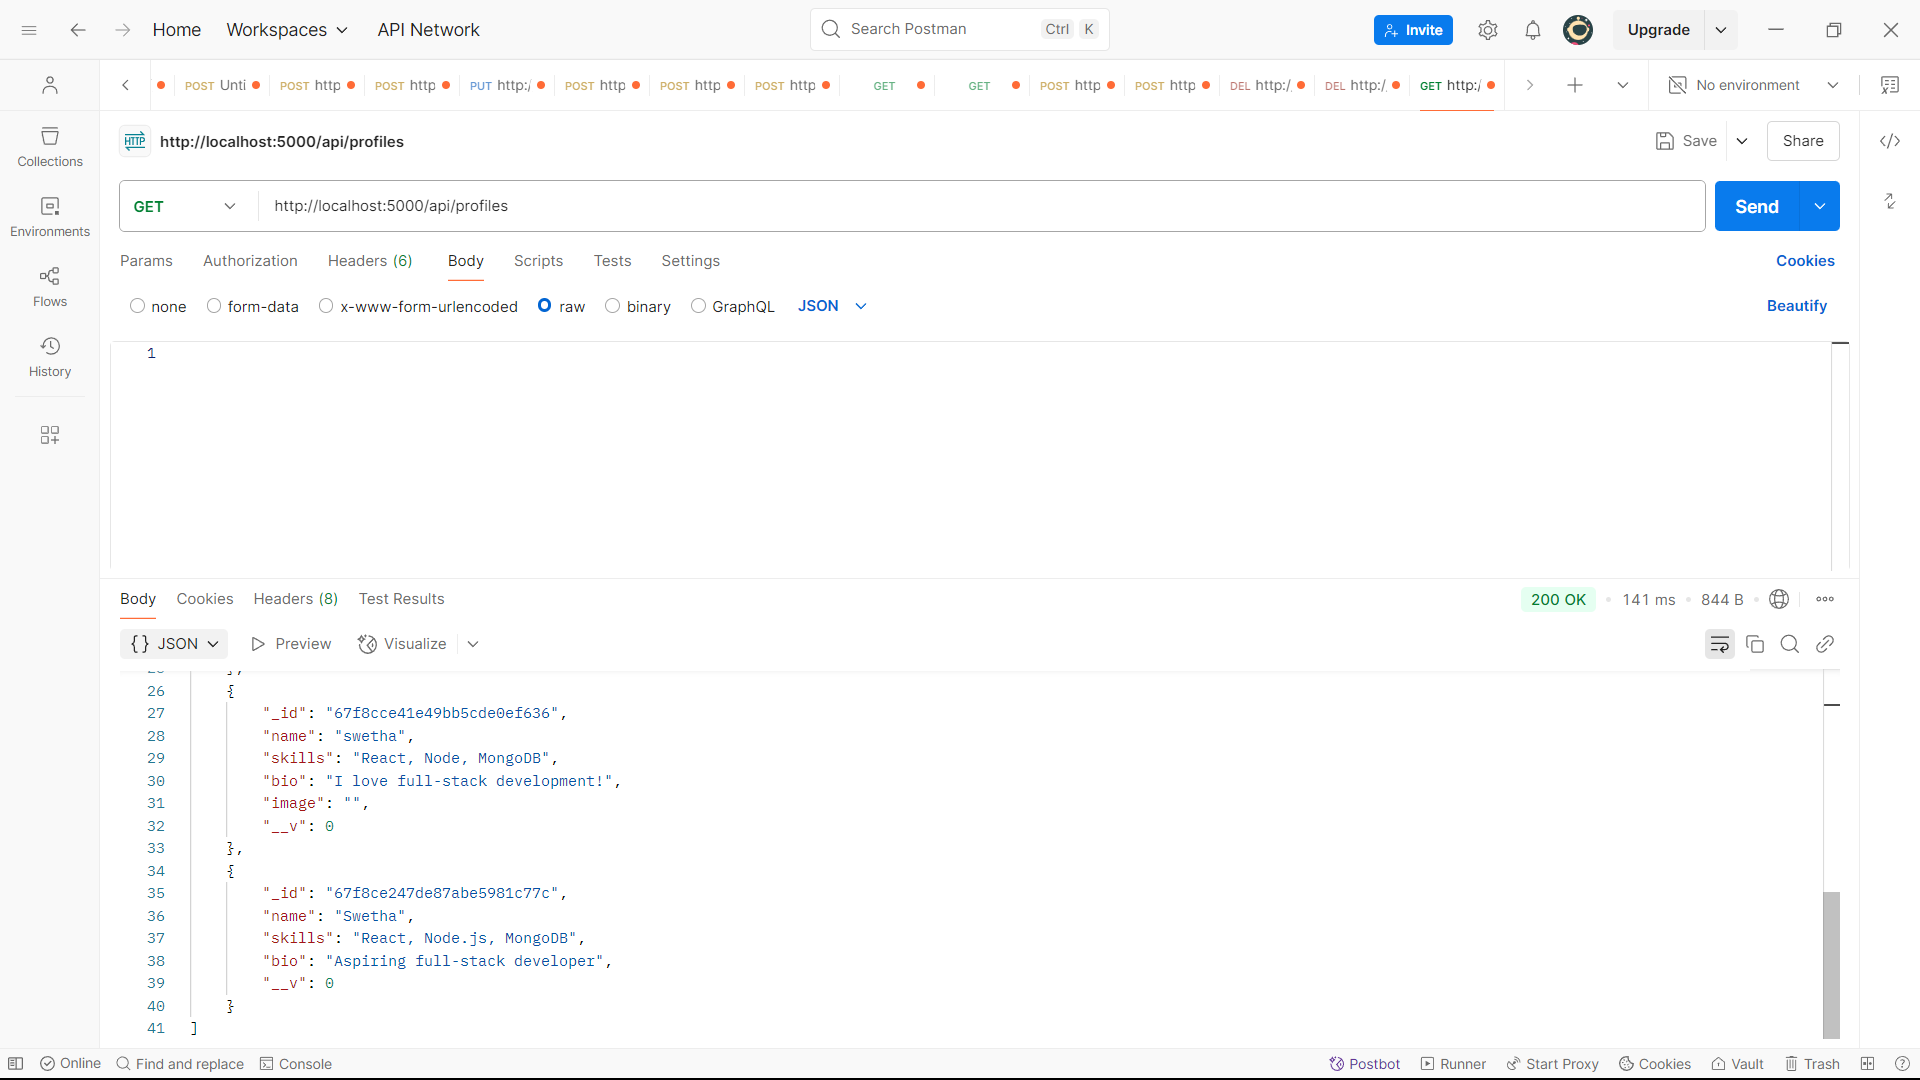 Home Workspaces API Network Search Postman Ctrl K Invite Upgrade
POST Unti POST http POST http PUT http:/ POST http POST http POST http GET GET POST http POST http DEL http:/ DEL http:/ GET http:/ No environment
HTTP http://localhost:5000/api/profiles Save Share
Collections
GET http://localhost:5000/api/profiles Send
Environments
Params Authorization Headers (6) Body Scripts Tests Settings Cookies
Flows
none form-data x-www-form-urlencoded raw binary GraphQL JSON Beautify
History
1
Body Cookies Headers (8) Test Results 200 OK 141 ms 844 B
{} JSON Preview Visualize
26 {
27 "_id": "67f8cce41e49bb5cde0ef636",
28 "name": "swetha",
29 "skills": "React, Node, MongoDB",
30 "bio": "I love full-stack development!",
31 "image": "",
32 "__v": 0
33 },
34 {
35 "_id": "67f8ce247de87abe5981c77c",
36 "name": "Swetha",
37 "skills": "React, Node.js, MongoDB",
38 "bio": "Aspiring full-stack developer",
39 "__v": 0
40 }
41 ]
Online Find and replace Console Postbot Runner Start Proxy Cookies Vault Trash